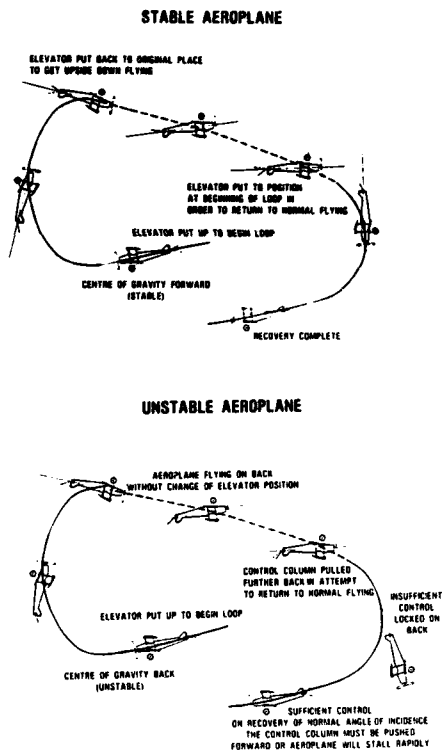 STABLE AEROPLANE
ELEVATOR PUT BACK TO ORIGINAL PLACE
TO GET UPSIDE DOWN FLYING
ELEVATOR PUT TO POSITION
AT BEGINNING OF LOOP IN
ORDER TO RETURN TO NORMAL FLYING
ELEVATOR PUT UP TO BEGIN LOOP
CENTRE OF GRAVITY FORWARD
(STABLE)
RECOVERY COMPLETE
UNSTABLE AEROPLANE
AEROPLANE FLYING ON BACK
WITHOUT CHANGE OF ELEVATOR POSITION
CONTROL COLUMN PULLED
FURTHER BACK IN ATTEMPT
TO RETURN TO NORMAL FLYING
INSUFFICIENT
CONTROL
LOCKED ON
BACK
ELEVATOR PUT UP TO BEGIN LOOP
CENTRE OF GRAVITY BACK
(UNSTABLE)
SUFFICIENT CONTROL
ON RECOVERY OF NORMAL ANGLE OF INCIDENCE
THE CONTROL COLUMN MUST BE PUSHED
FORWARD OR AEROPLANE WILL STALL RAPIDLY